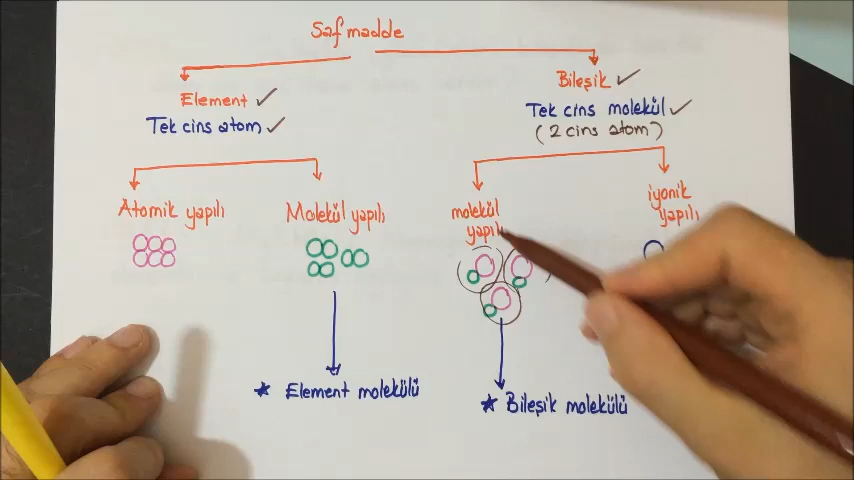 Saf madde
Element ✓
Tek cins atom ✓
Bileşik ✓
Tek cins molekül ✓
( 2 cins atom )
Atomik yapılı
Molekül yapılı
molekül
yapılı
iyonik
yapılı
* Element molekülü
* Bileşik molekülü